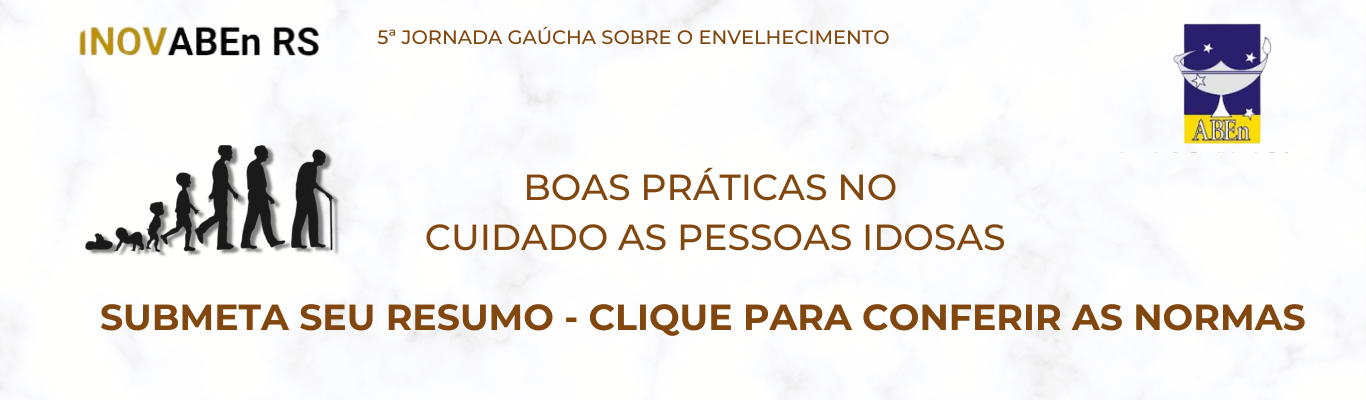 INOVABEn RS
5ª JORNADA GAÚCHA SOBRE O ENVELHECIMENTO
ABEn
BOAS PRÁTICAS NO
CUIDADO AS PESSOAS IDOSAS
SUBMETA SEU RESUMO - CLIQUE PARA CONFERIR AS NORMAS